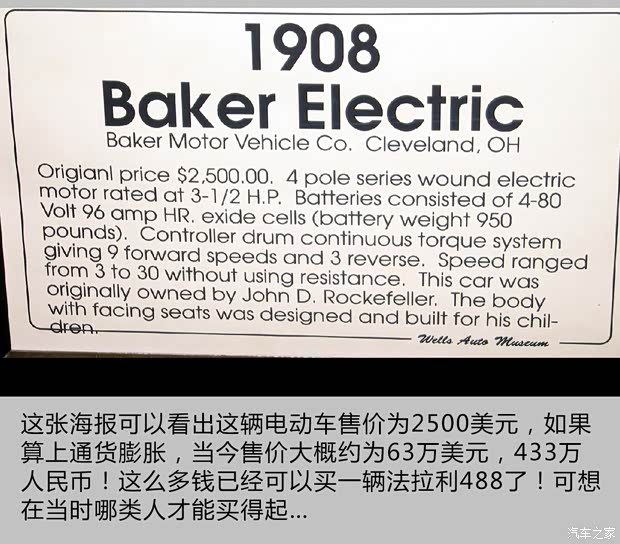 1908
Baker Electric
Baker Motor Vehicle Co. Cleveland, OH
Origianl price $2,500.00. 4 pole series wound electric
motor rated at 3-1/2 H.P. Batteries consisted of 4-80
Volt 96 amp HR. exide cells (battery weight 950
pounds). Controller drum continuous torque system
giving 9 forward speeds and 3 reverse. Speed ranged
from 3 to 30 without using resistance. This car was
originally owned by John D. Rockefeller. The body
with facing seats was designed and built for his chil-
dren.
Wells Auto Museum
这张海报可以看出这辆电动车售价为2500美元，如果
算上通货膨胀，当今售价大概约为63万美元，433万
人民币！这么多钱已经可以买一辆法拉利488了！可想
在当时哪类人才能买得起...
汽车之家